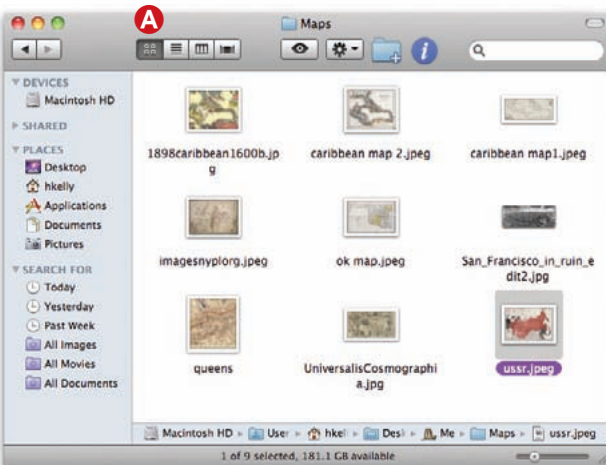 A
Maps
DEVICES
Macintosh HD
SHARED
PLACES
Desktop
hkelly
Applications
Documents
Pictures
SEARCH FOR
Today
Yesterday
Past Week
All Images
All Movies
All Documents
1898caribbean1600b.jp
g
caribbean map 2.jpeg
caribbean map1.jpeg
imagesnyplorg.jpeg
ok map.jpeg
San_Francisco_in_ruin_e
dit2.jpg
queens
UniversalisCosmographi
a.jpg
ussr.jpeg
Macintosh HD User hkel Des Me Maps ussr.jpeg
1 of 9 selected, 181.1 GB available